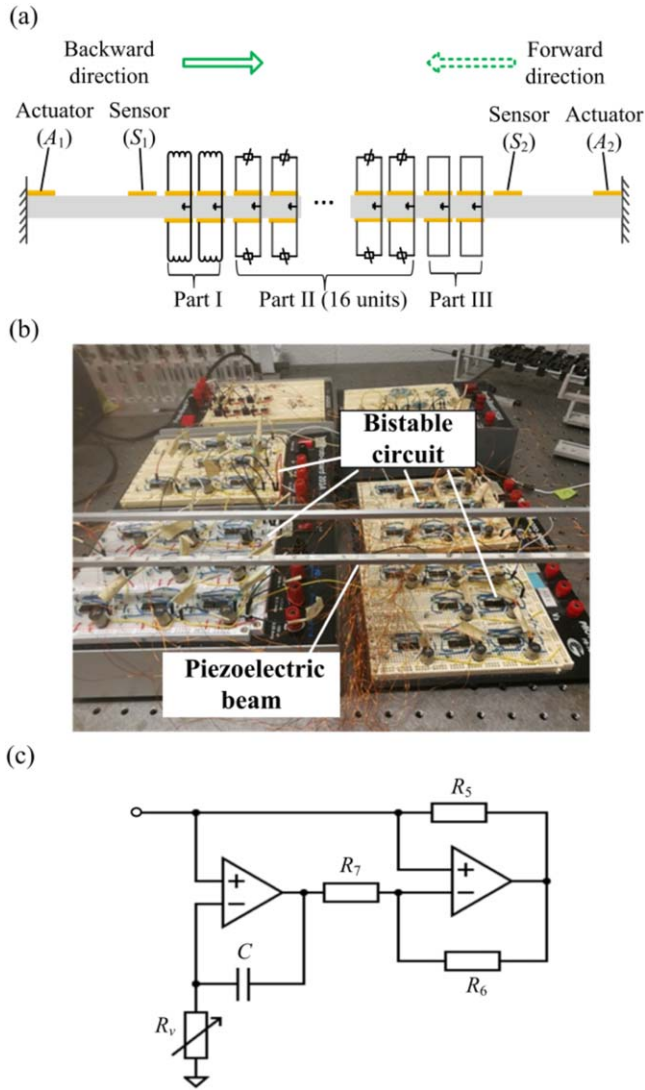 (a)
Backward direction
Forward direction
Actuator (A₁)
Sensor (S₁)
Sensor (S₂)
Actuator (A₂)
...
Part I
Part II (16 units)
Part III
(b)
Bistable circuit
Piezoelectric beam
(c)
R₅
+
−
R₇
+
−
C
R₆
Rᵥ